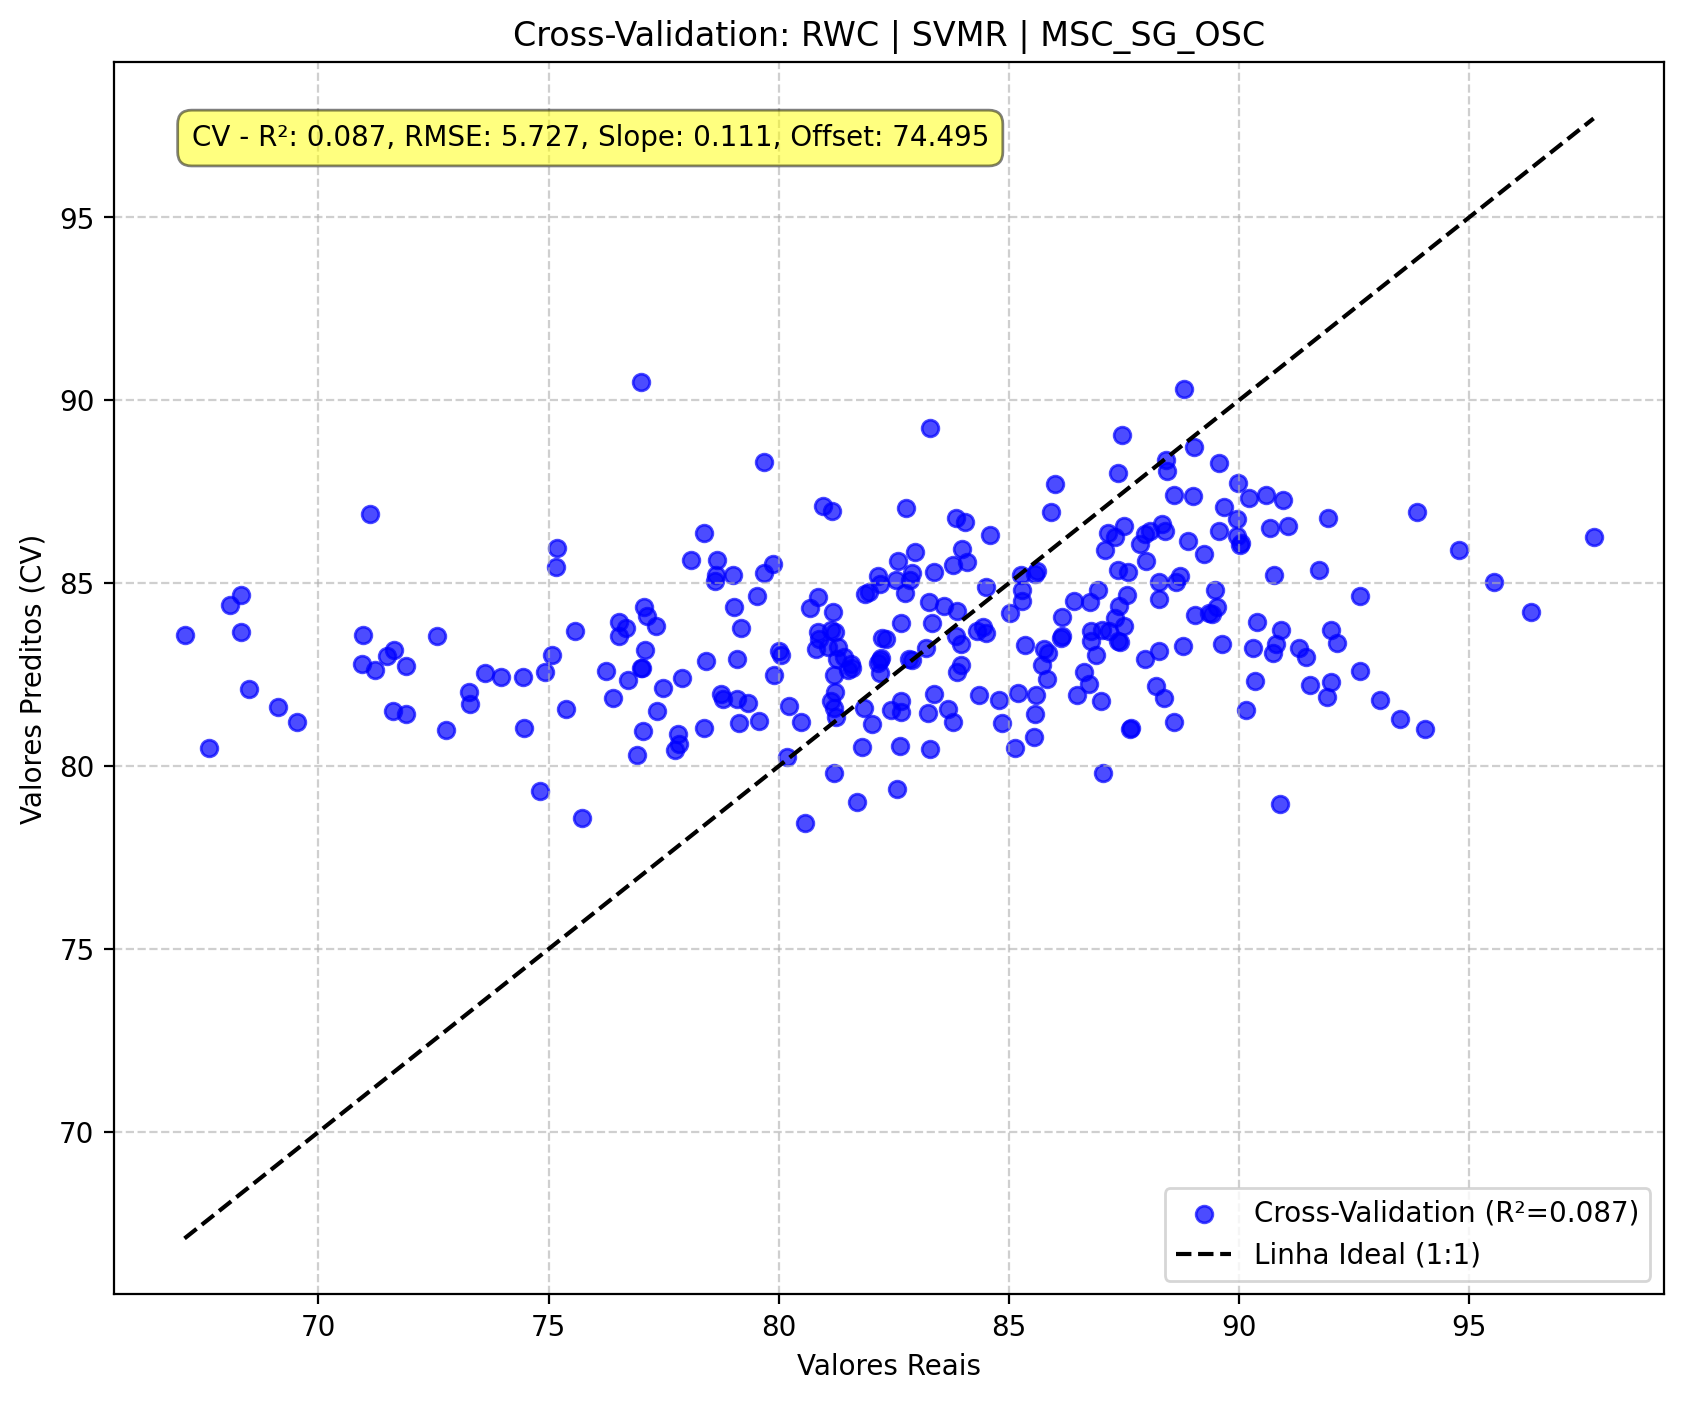 Cross-Validation: RWC | SVMR | MSC_SG_OSC
CV - R²: 0.087, RMSE: 5.727, Slope: 0.111, Offset: 74.495
Valores Preditos (CV)
95
90
85
80
75
70
Cross-Validation (R²=0.087)
Linha Ideal (1:1)
70 75 80 85 90 95
Valores Reais